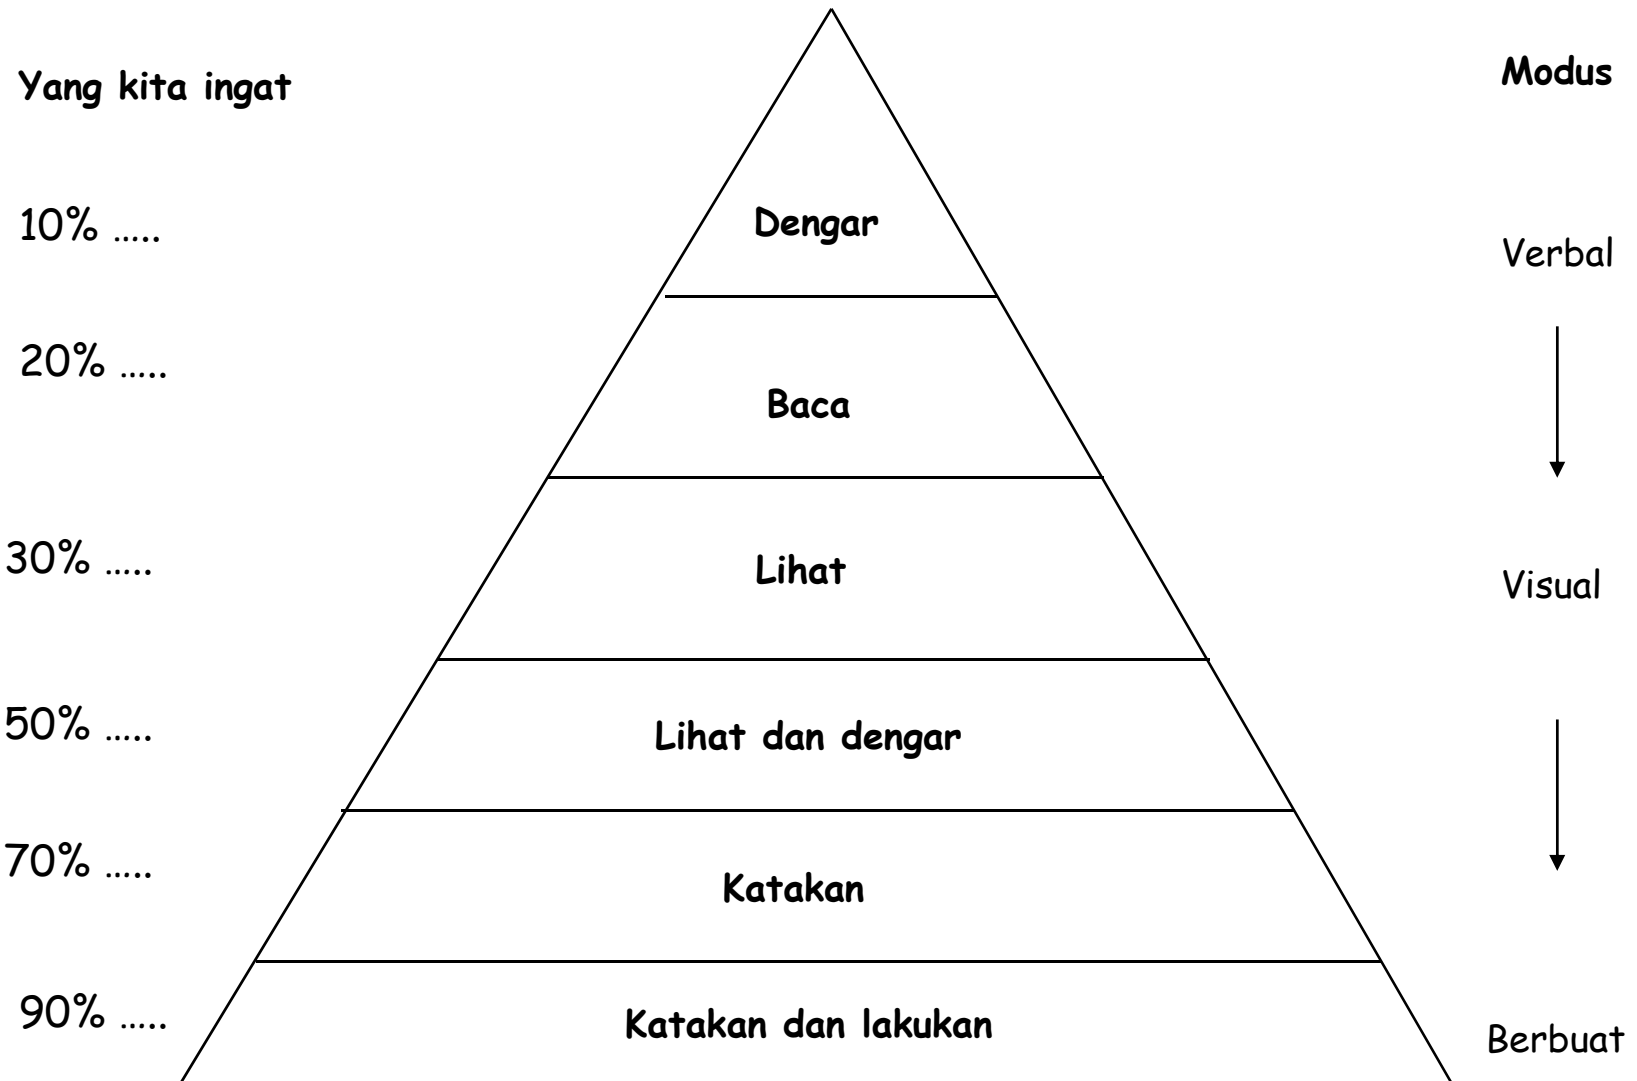 Yang kita ingat
Modus
10% .....
Dengar
Verbal
20% .....
Baca
30% .....
Lihat
Visual
50% .....
Lihat dan dengar
70% .....
Katakan
90% .....
Katakan dan lakukan
Berbuat